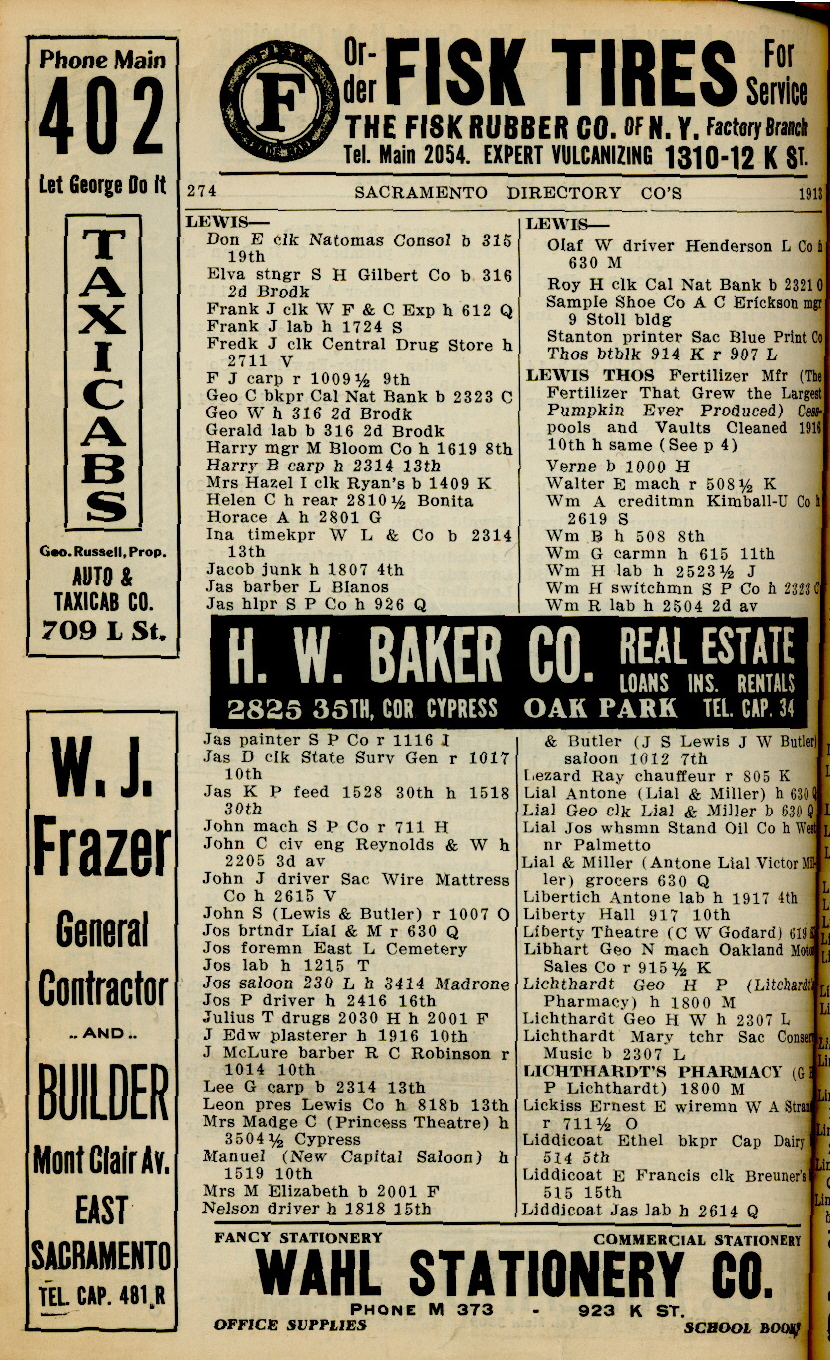 Phone Main
402
Let George Do It
TAXICABS
Geo. Russell, Prop.
AUTO &
TAXICAB CO.
709 L St.
W. J.
Frazer
General
Contractor
.. AND ..
BUILDER
Mont Clair Av.
EAST
SACRAMENTO
TEL. CAP. 481 R
F
Or-
der FISK TIRES For
Service
THE FISK RUBBER CO. OF N. Y. Factory Branch
Tel. Main 2054. EXPERT VULCANIZING 1310-12 K ST.
274 SACRAMENTO DIRECTORY CO'S 1913
LEWIS—
Don E clk Natomas Consol b 315
19th
Elva stngr S H Gilbert Co b 316
2d Brodk
Frank J clk W F & C Exp h 612 Q
Frank J lab h 1724 S
Fredk J clk Central Drug Store h
2711 V
F J carp r 1009½ 9th
Geo C bkpr Cal Nat Bank b 2323 C
Geo W h 316 2d Brodk
Gerald lab b 316 2d Brodk
Harry mgr M Bloom Co h 1619 8th
Harry B carp h 2314 13th
Mrs Hazel I clk Ryan's b 1409 K
Helen C h rear 2810½ Bonita
Horace A h 2801 G
Ina timekpr W L & Co b 2314
13th
Jacob junk h 1807 4th
Jas barber L Blanos
Jas hlpr S P Co h 926 Q
LEWIS—
Olaf W driver Henderson L Co h
630 M
Roy H clk Cal Nat Bank b 2321 O
Sample Shoe Co A C Erickson mgr
9 Stoll bldg
Stanton printer Sac Blue Print Co
Thos btblk 914 K r 907 L
LEWIS THOS Fertilizer Mfr (The
Fertilizer That Grew the Largest
Pumpkin Ever Produced) Cess-
pools and Vaults Cleaned 1916
10th h same (See p 4)
Verne b 1000 H
Walter E mach r 508½ K
Wm A creditmn Kimball-U Co h
2619 S
Wm B h 508 8th
Wm G carmn h 615 11th
Wm H lab h 2523½ J
Wm H switchmn S P Co h 2323 C
Wm R lab h 2504 2d av
H. W. BAKER CO. REAL ESTATE
LOANS INS. RENTALS
2825 35TH, COR CYPRESS OAK PARK TEL. CAP. 34
Jas painter S P Co r 1116 I
Jas D clk State Surv Gen r 1017
10th
Jas K P feed 1528 30th h 1518
30th
John mach S P Co r 711 H
John C civ eng Reynolds & W h
2205 3d av
John J driver Sac Wire Mattress
Co h 2615 V
John S (Lewis & Butler) r 1007 O
Jos brtndr Lial & M r 630 Q
Jos foremn East L Cemetery
Jos lab h 1215 T
Jos saloon 230 L h 3414 Madrone
Jos P driver h 2416 16th
Julius T drugs 2030 H h 2001 F
J Edw plasterer h 1916 10th
J McLure barber R C Robinson r
1014 10th
Lee G carp b 2314 13th
Leon pres Lewis Co h 818b 13th
Mrs Madge C (Princess Theatre) h
3504½ Cypress
Manuel (New Capital Saloon) h
1519 10th
Mrs M Elizabeth b 2001 F
Nelson driver h 1818 15th
& Butler (J S Lewis J W Butler)
saloon 1012 7th
Lezard Ray chauffeur r 805 K
Lial Antone (Lial & Miller) h 630 Q
Lial Geo clk Lial & Miller b 630 Q
Lial Jos whsmn Stand Oil Co h West
nr Palmetto
Lial & Miller (Antone Lial Victor Mil-
ler) grocers 630 Q
Libertich Antone lab h 1917 4th
Liberty Hall 917 10th
Liberty Theatre (C W Godard)
Libhart Geo N mach Oakland Motor
Sales Co r 915½ K
Lichthardt Geo H P (Litchardt's
Pharmacy) h 1800 M
Lichthardt Geo H W h 2307 L
Lichthardt Mary tchr Sac Conser
Music b 2307 L
LICHTHARDT'S PHARMACY (G
P Lichthardt) 1800 M
Lickiss Ernest E wiremn W A Stran
r 711½ O
Liddicoat Ethel bkpr Cap Dairy
514 5th
Liddicoat E Francis clk Breuner's
515 15th
Liddicoat Jas lab h 2614 Q
FANCY STATIONERY COMMERCIAL STATIONERY
WAHL STATIONERY CO.
PHONE M 373 - 923 K ST.
OFFICE SUPPLIES SCHOOL BOOKS